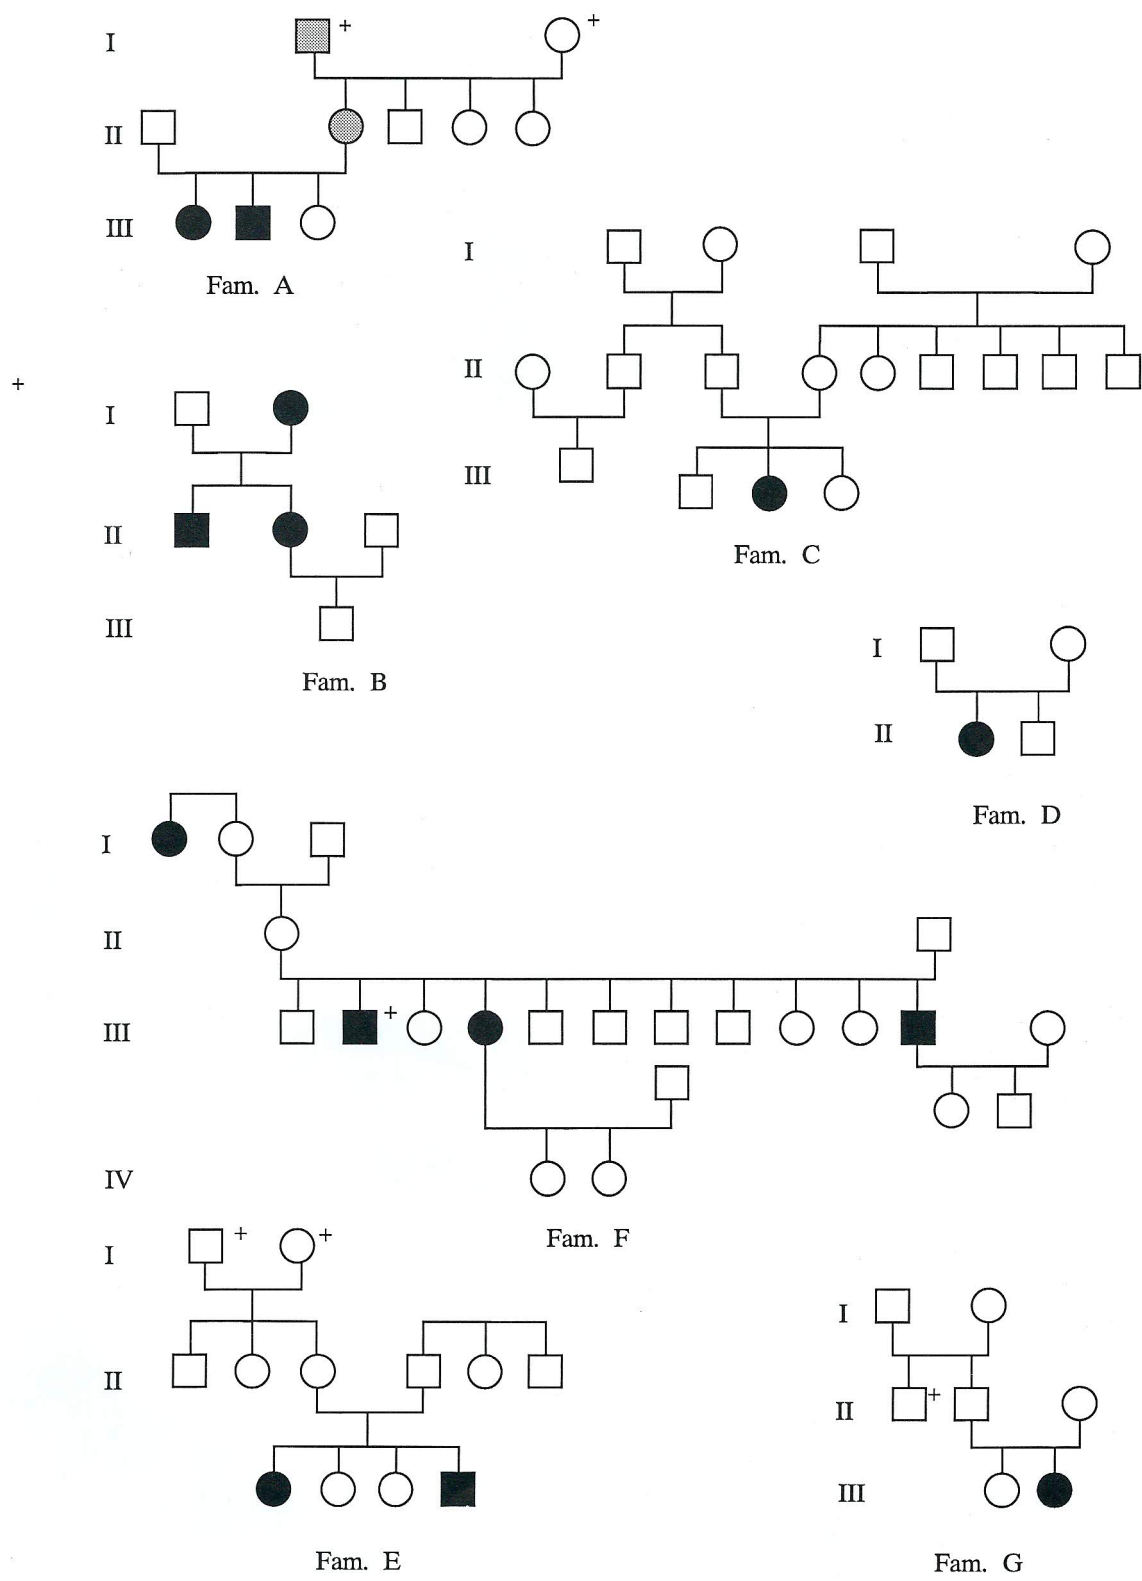 I + +
II
III
Fam. A
I
II
III
Fam. C
+
I
II
III
Fam. B
I
II
Fam. D
I
II
III +
IV
Fam. F
I + +
II
Fam. E
I
II +
III
Fam. G